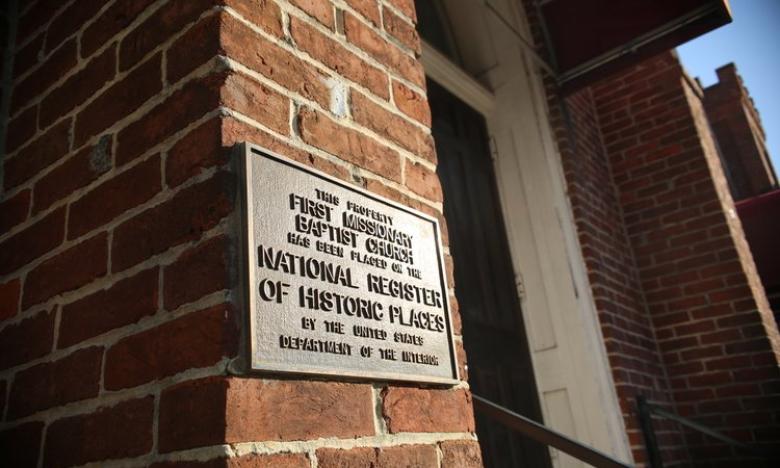 THIS PROPERTY
FIRST MISSIONARY
BAPTIST CHURCH
HAS BEEN PLACED ON THE
NATIONAL REGISTER
OF HISTORIC PLACES
BY THE UNITED STATES
DEPARTMENT OF THE INTERIOR